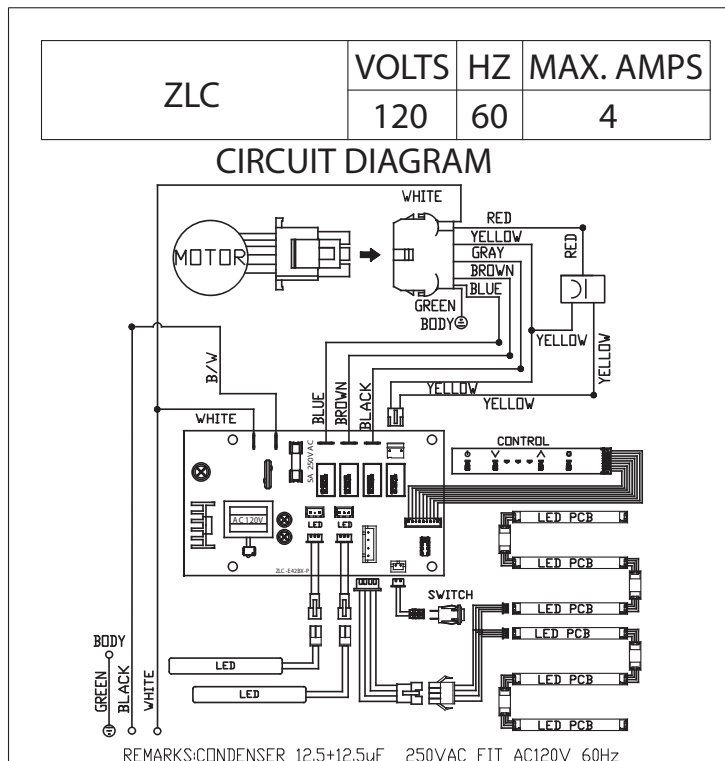 ZLC
VOLTS HZ MAX. AMPS
120 60 4
CIRCUIT DIAGRAM
WHITE
RED
YELLOW
GRAY
BROWN
BLUE
RED
MOTOR
GREEN
BODY
YELLOW
YELLOW
B/W
BLUE
BROWN
BLACK
YELLOW
YELLOW
WHITE
5A 250VAC
CONTROL
AC120V
LED
LED
ZLC-E42BX-P
SWITCH
LED PCB
LED PCB
LED PCB
LED PCB
LED PCB
LED PCB
LED
LED
BODY
GREEN
BLACK
WHITE
REMARKS:CONDENSER 12.5+12.5uF 250VAC FIT AC120V 60Hz